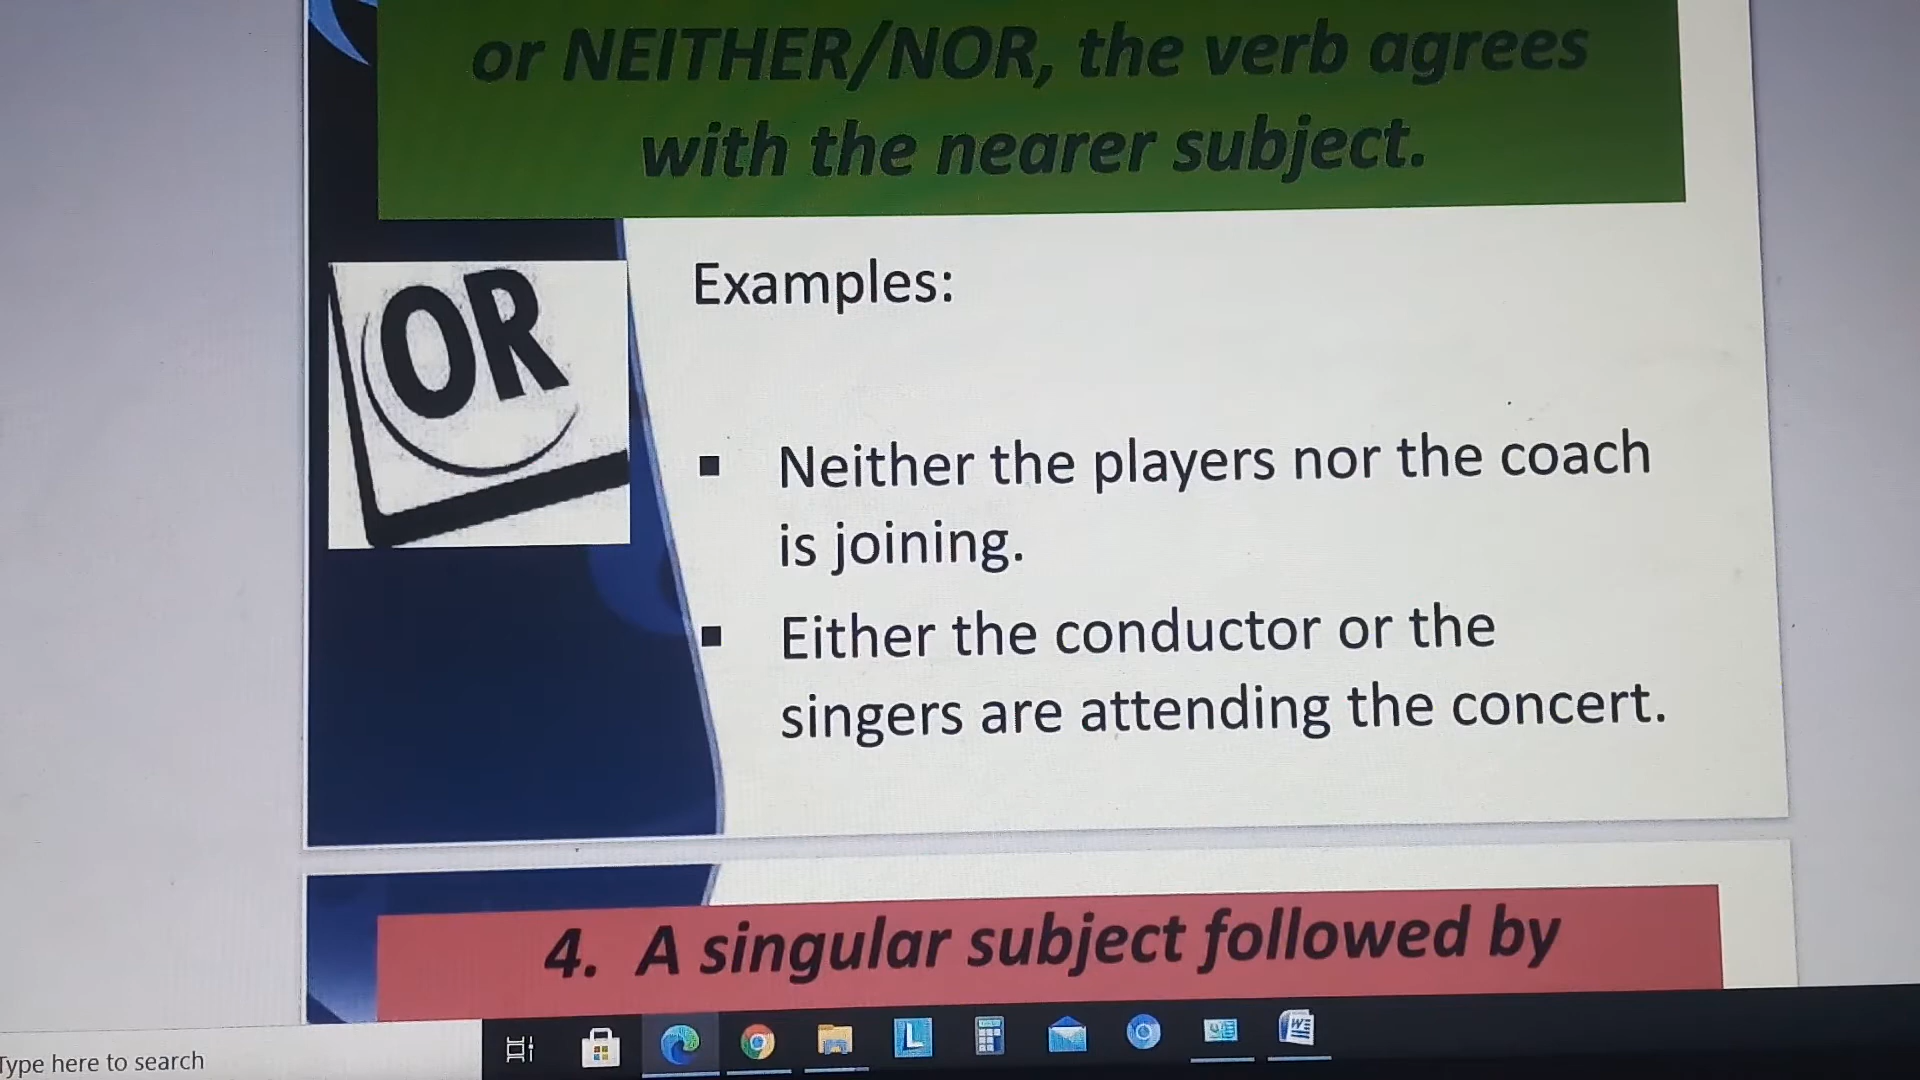 or NEITHER/NOR, the verb agrees
with the nearer subject.
OR
Examples:
▪ Neither the players nor the coach
is joining.
▪ Either the conductor or the
singers are attending the concert.
4. A singular subject followed by
Type here to search